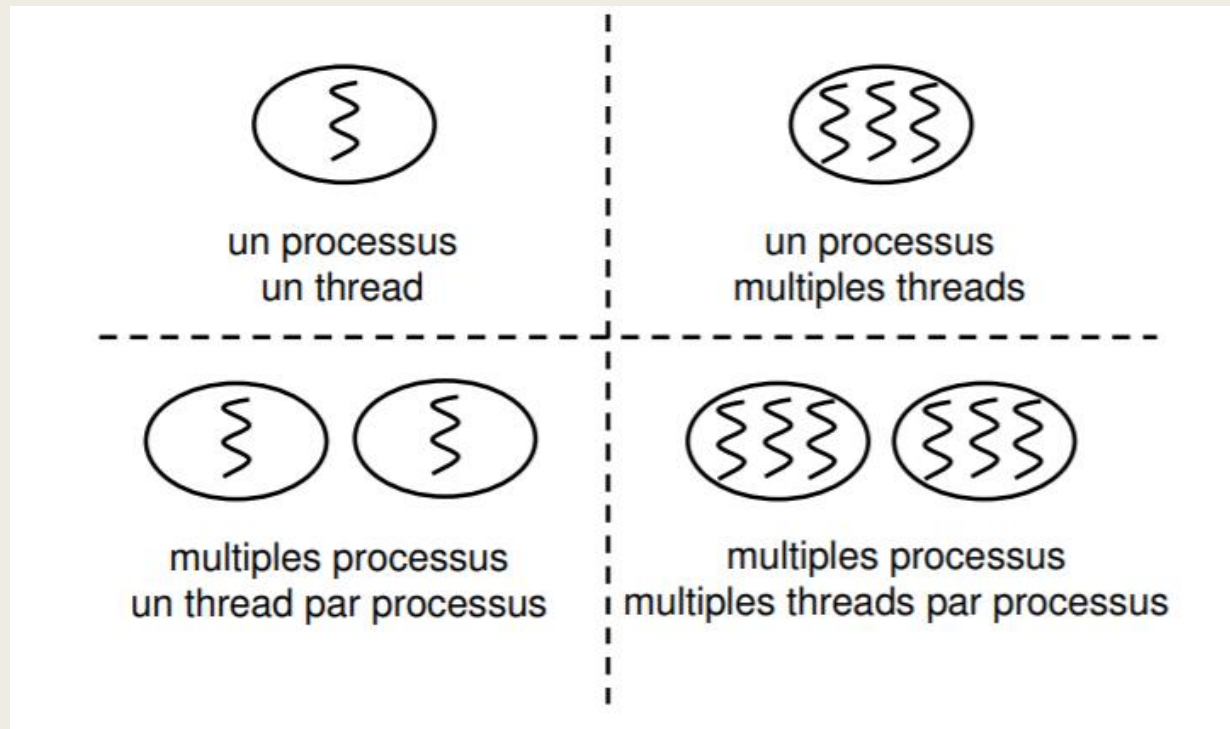 un processus
un thread
un processus
multiples threads
multiples processus
un thread par processus
multiples processus
multiples threads par processus